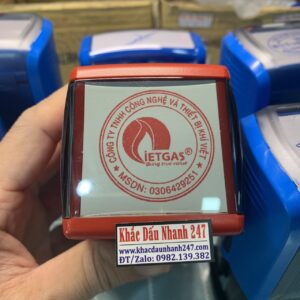 CÔNG TY TNHH CÔNG NGHỆ VÀ THIẾT BỊ KHÍ VIỆT
IETGAS®
MSDN: 0306429251
Khắc Dấu Nhanh 247
www.khacdaunhanh247.com
ĐT/Zalo: 0982.139.382